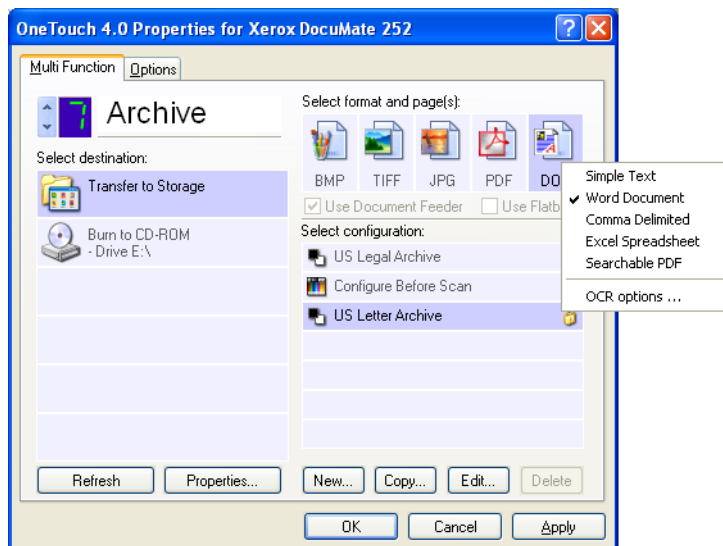 OneTouch 4.0 Properties for Xerox DocuMate 252
Multi Function
Options
7
Archive
Select destination:
Transfer to Storage
Burn to CD-ROM
- Drive E:\
Select format and page(s):
BMP TIFF JPG PDF DO
Use Document Feeder Use Flatb
Select configuration:
US Legal Archive
Configure Before Scan
US Letter Archive
Simple Text
Word Document
Comma Delimited
Excel Spreadsheet
Searchable PDF
OCR options ...
Refresh Properties... New... Copy... Edit... Delete
OK Cancel Apply